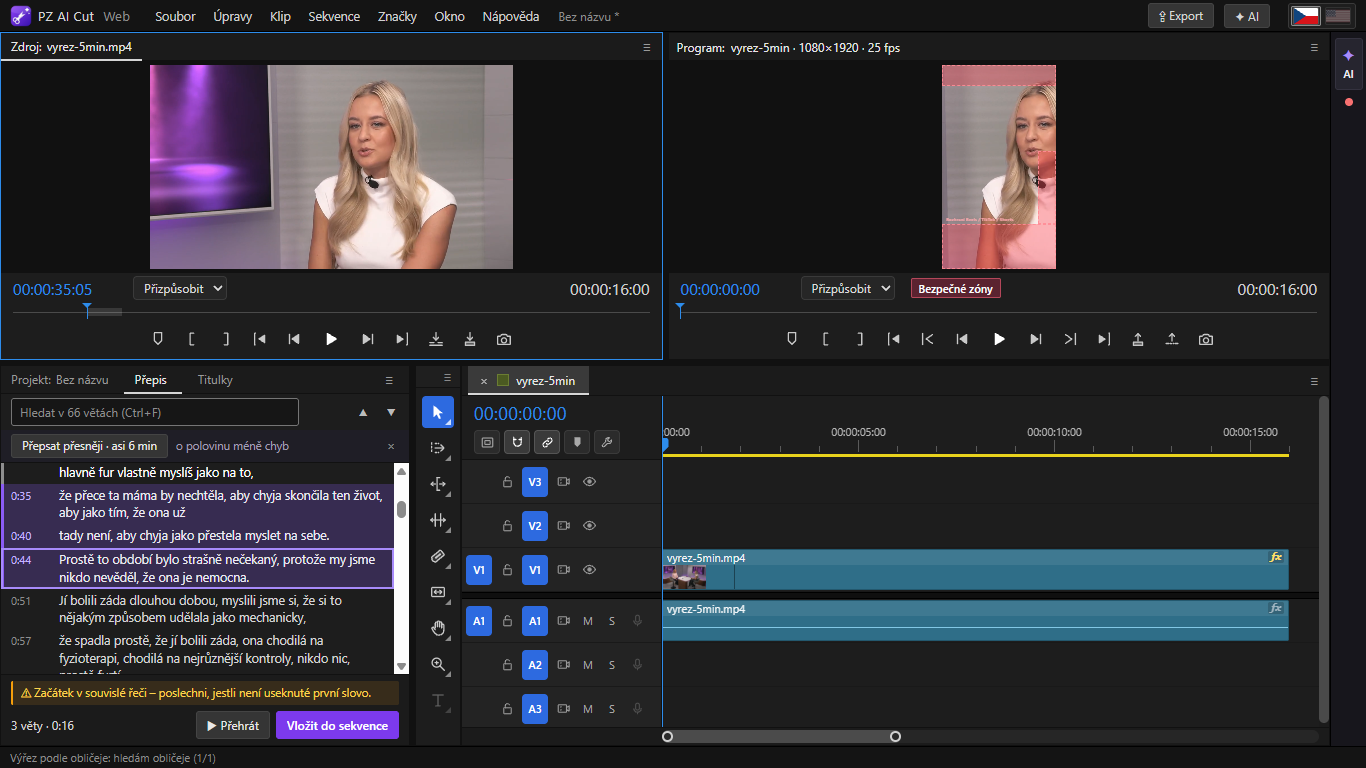 PZ AI Cut Web Soubor Úpravy Klip Sekvence Značky Okno Nápověda Bez názvu *
Export
AI
Zdroj: vyrez-5min.mp4
Program: vyrez-5min · 1080×1920 · 25 fps
AI
00:00:35:05
Přizpůsobit
00:00:16:00
00:00:00:00
Přizpůsobit
Bezpečné zóny
00:00:16:00
Projekt: Bez názvu
Přepis
Titulky
Hledat v 66 větách (Ctrl+F)
Přepsat přesněji · asi 6 min
o polovinu méně chyb
×
hlavně fur vlastně myslíš jako na to,
0:35 že přece ta máma by nechtěla, aby chyja skončila ten život,
aby jako tím, že ona už
0:40 tady není, aby chyja jako přestela myslet na sebe.
0:44 Prostě to období bylo strašně nečekaný, protože my jsme
nikdo nevěděl, že ona je nemocna.
0:51 Jí bolili záda dlouhou dobou, myslili jsme si, že si to
nějakým způsobem udělala jako mechanicky,
0:57 že spadla prostě, že jí bolili záda, ona chodilá na
fyzioterapi, chodilá na nejrůznější kontroly, nikdo nic,
⚠ Začátek v souvislé řeči – poslechni, jestli není useknuté první slovo.
3 věty · 0:16
▶ Přehrát
Vložit do sekvence
× vyrez-5min
00:00:00:00
00:00
00:00:05:00
00:00:10:00
00:00:15:00
V3
V2
V1 V1
vyrez-5min.mp4 fx
A1 A1 M S
vyrez-5min.mp4 fx
A2 M S
A3 M S
T
Výřez podle obličeje: hledám obličeje (1/1)